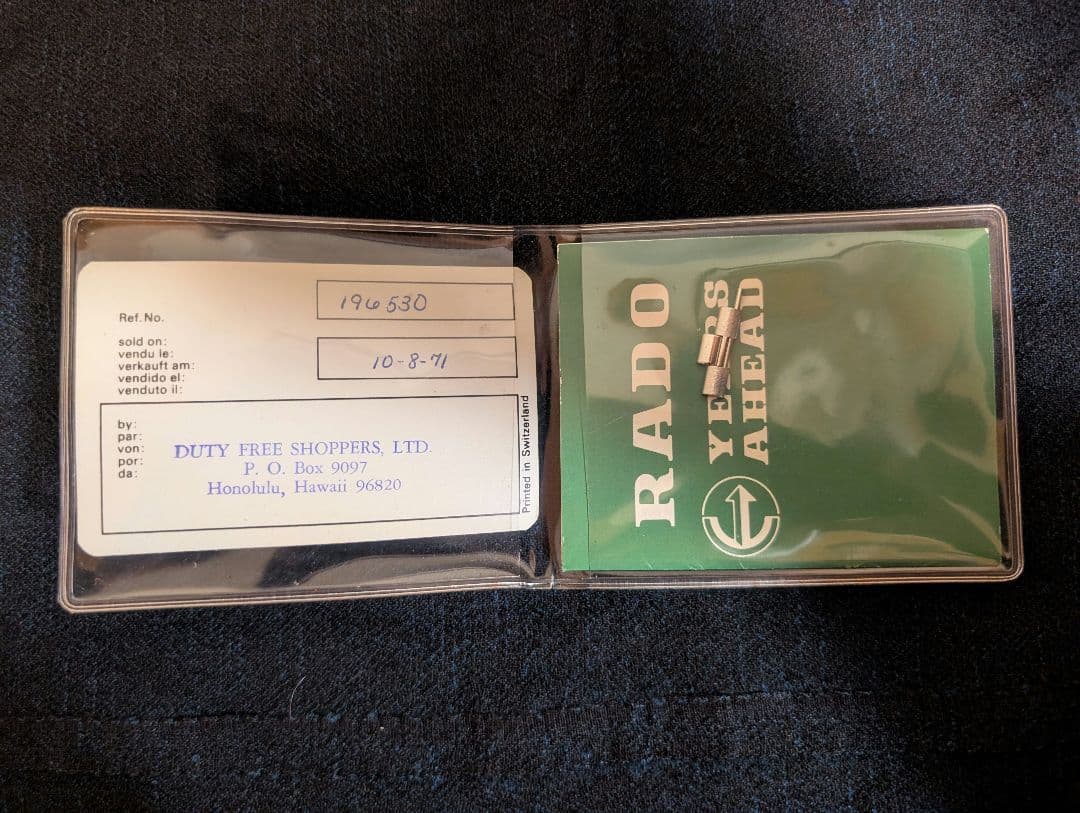 Ref. No.
196530
sold on:
vendu le:
verkauft am:
vendido el:
venduto il:
10-8-71
by:
par:
von:
por:
da:
DUTY FREE SHOPPERS, LTD.
P. O. Box 9097
Honolulu, Hawaii 96820
Printed in Switzerland
RADO
YEARS
AHEAD